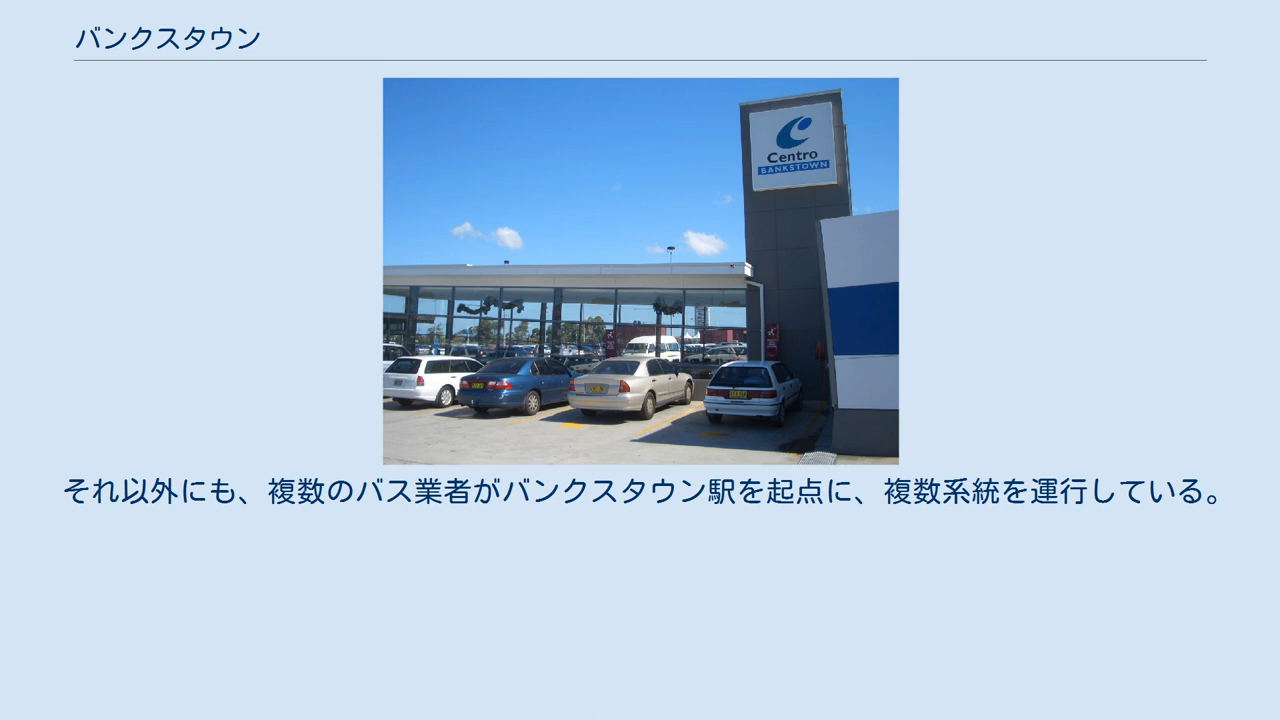 バンクスタウン
Centro
BANKSTOWN
それ以外にも、複数のバス業者がバンクスタウン駅を起点に、複数系統を運行している。